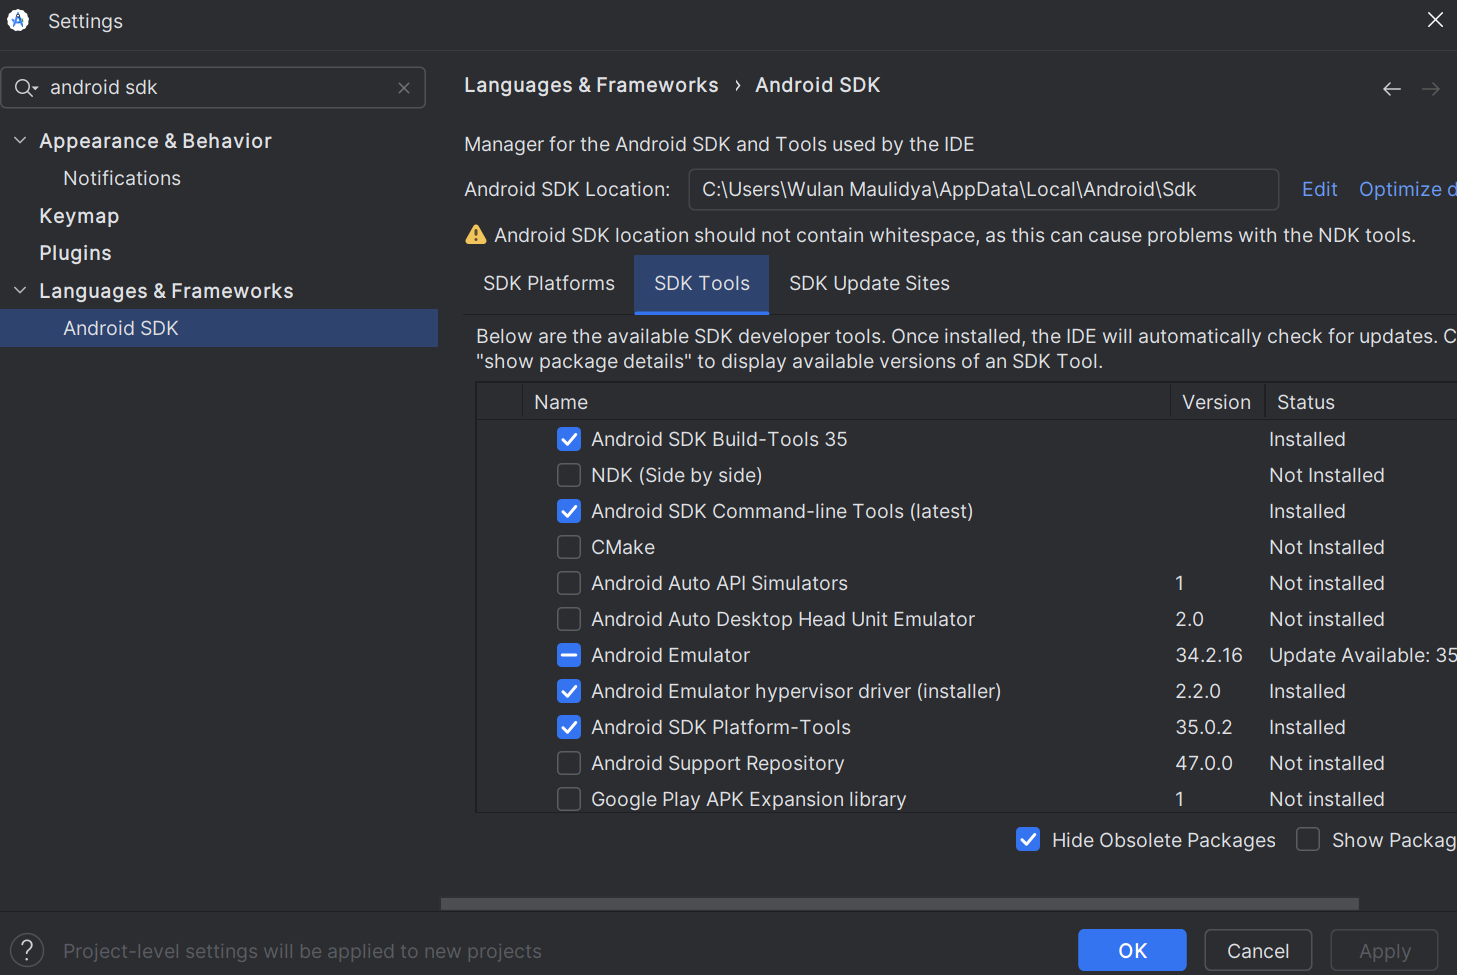 Settings
android sdk
Appearance & Behavior
Notifications
Keymap
Plugins
Languages & Frameworks
Android SDK
Languages & Frameworks › Android SDK
Manager for the Android SDK and Tools used by the IDE
Android SDK Location: C:\Users\Wulan Maulidya\AppData\Local\Android\Sdk Edit Optimize d
Android SDK location should not contain whitespace, as this can cause problems with the NDK tools.
SDK Platforms SDK Tools SDK Update Sites
Below are the available SDK developer tools. Once installed, the IDE will automatically check for updates. C
"show package details" to display available versions of an SDK Tool.
Name Version Status
Android SDK Build-Tools 35 Installed
NDK (Side by side) Not Installed
Android SDK Command-line Tools (latest) Installed
CMake Not Installed
Android Auto API Simulators 1 Not installed
Android Auto Desktop Head Unit Emulator 2.0 Not installed
Android Emulator 34.2.16 Update Available: 35
Android Emulator hypervisor driver (installer) 2.2.0 Installed
Android SDK Platform-Tools 35.0.2 Installed
Android Support Repository 47.0.0 Not installed
Google Play APK Expansion library 1 Not installed
Hide Obsolete Packages Show Packag
? Project-level settings will be applied to new projects
OK Cancel Apply